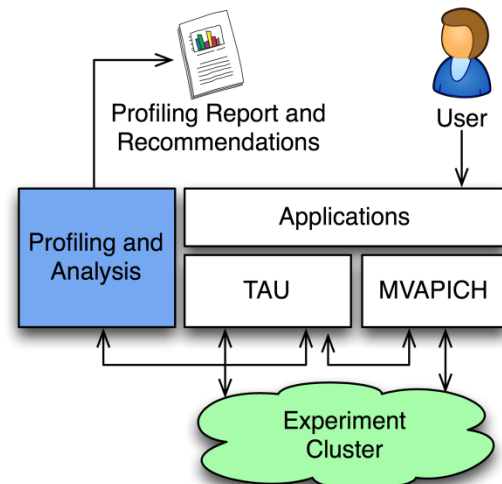 Profiling Report and
Recommendations
User
Applications
Profiling and
Analysis
TAU
MVAPICH
Experiment
Cluster